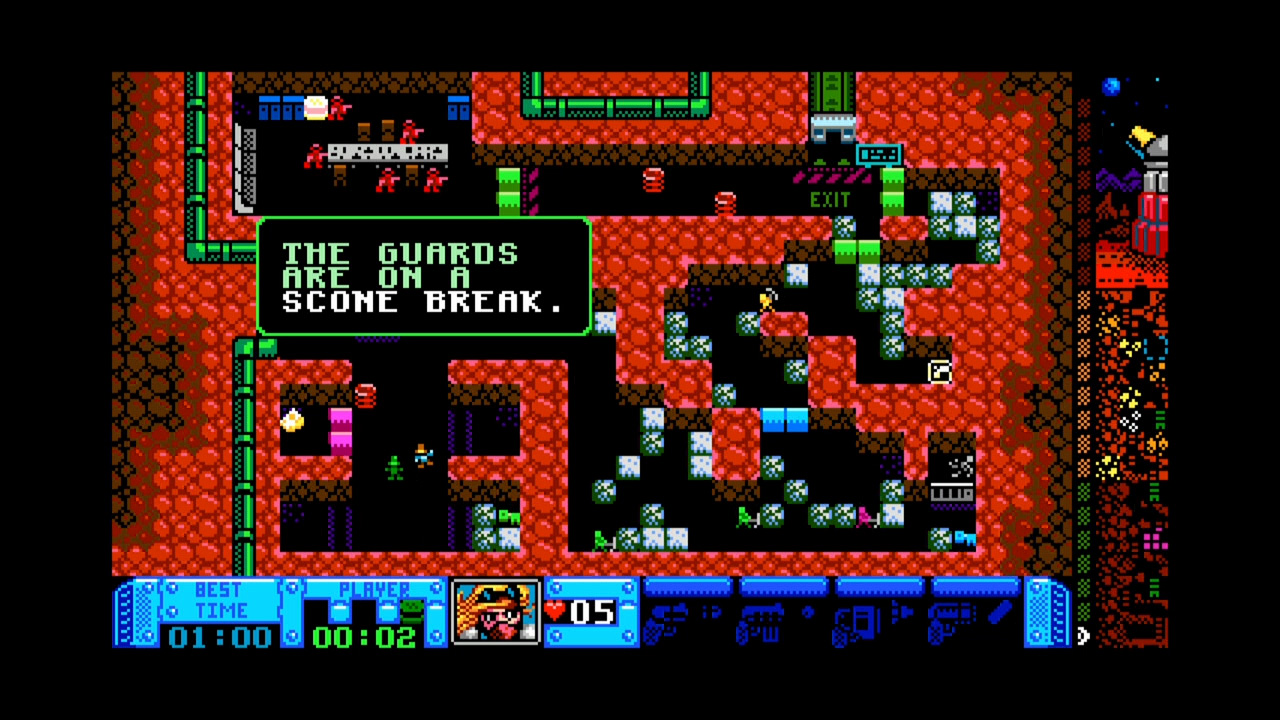 EXIT
THE GUARDS
ARE ON A
SCONE BREAK.
BEST
TIME
01:00
PLAYER
00:02
05